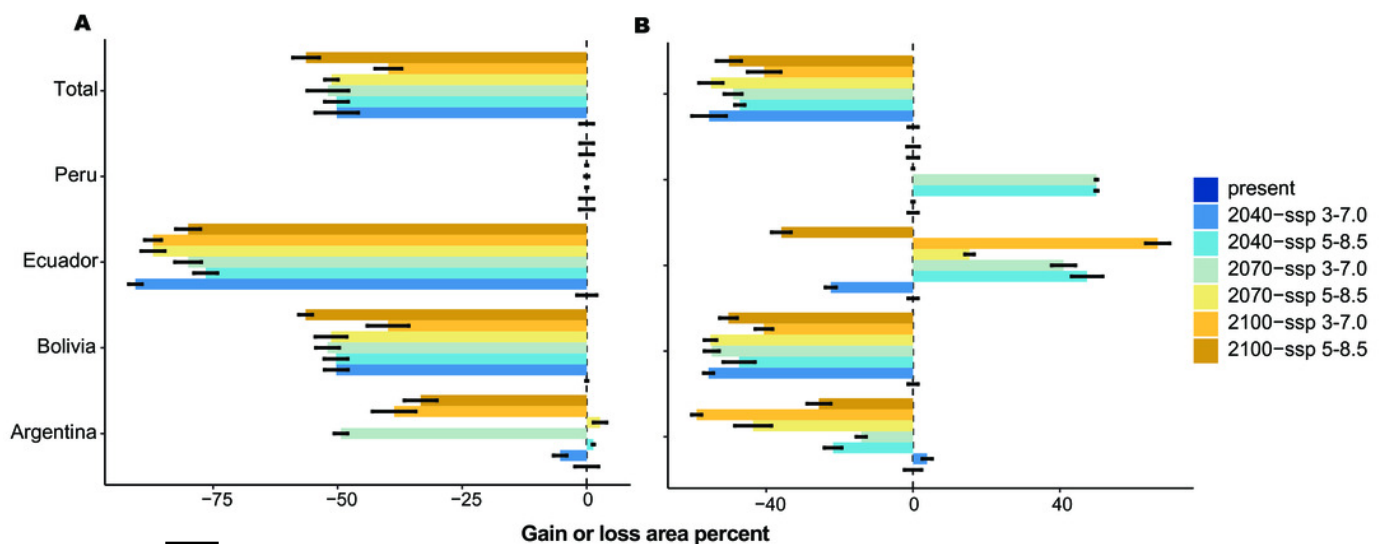 A
B
Total
Peru
Ecuador
Bolivia
Argentina
present
2040-ssp 3-7.0
2040-ssp 5-8.5
2070-ssp 3-7.0
2070-ssp 5-8.5
2100-ssp 3-7.0
2100-ssp 5-8.5
−75 −50 −25 0
−40 0 40
Gain or loss area percent